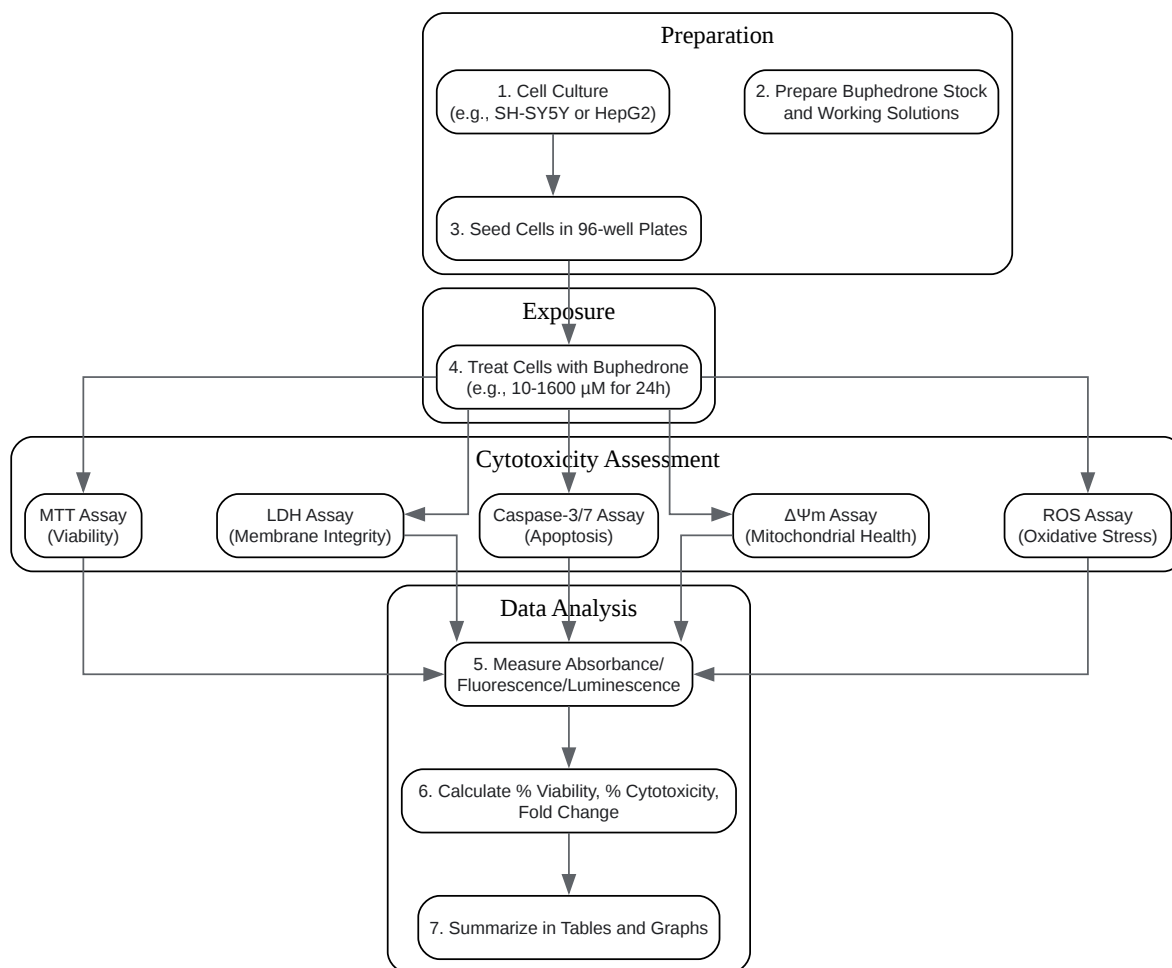 Preparation
1. Cell Culture
(e.g., SH-SY5Y or HepG2)
2. Prepare Buphedrone Stock
and Working Solutions
3. Seed Cells in 96-well Plates
Exposure
4. Treat Cells with Buphedrone
(e.g., 10-1600 µM for 24h)
Cytotoxicity Assessment
MTT Assay
(Viability)
LDH Assay
(Membrane Integrity)
Caspase-3/7 Assay
(Apoptosis)
ΔΨm Assay
(Mitochondrial Health)
ROS Assay
(Oxidative Stress)
Data Analysis
5. Measure Absorbance/
Fluorescence/Luminescence
6. Calculate % Viability, % Cytotoxicity,
Fold Change
7. Summarize in Tables and Graphs